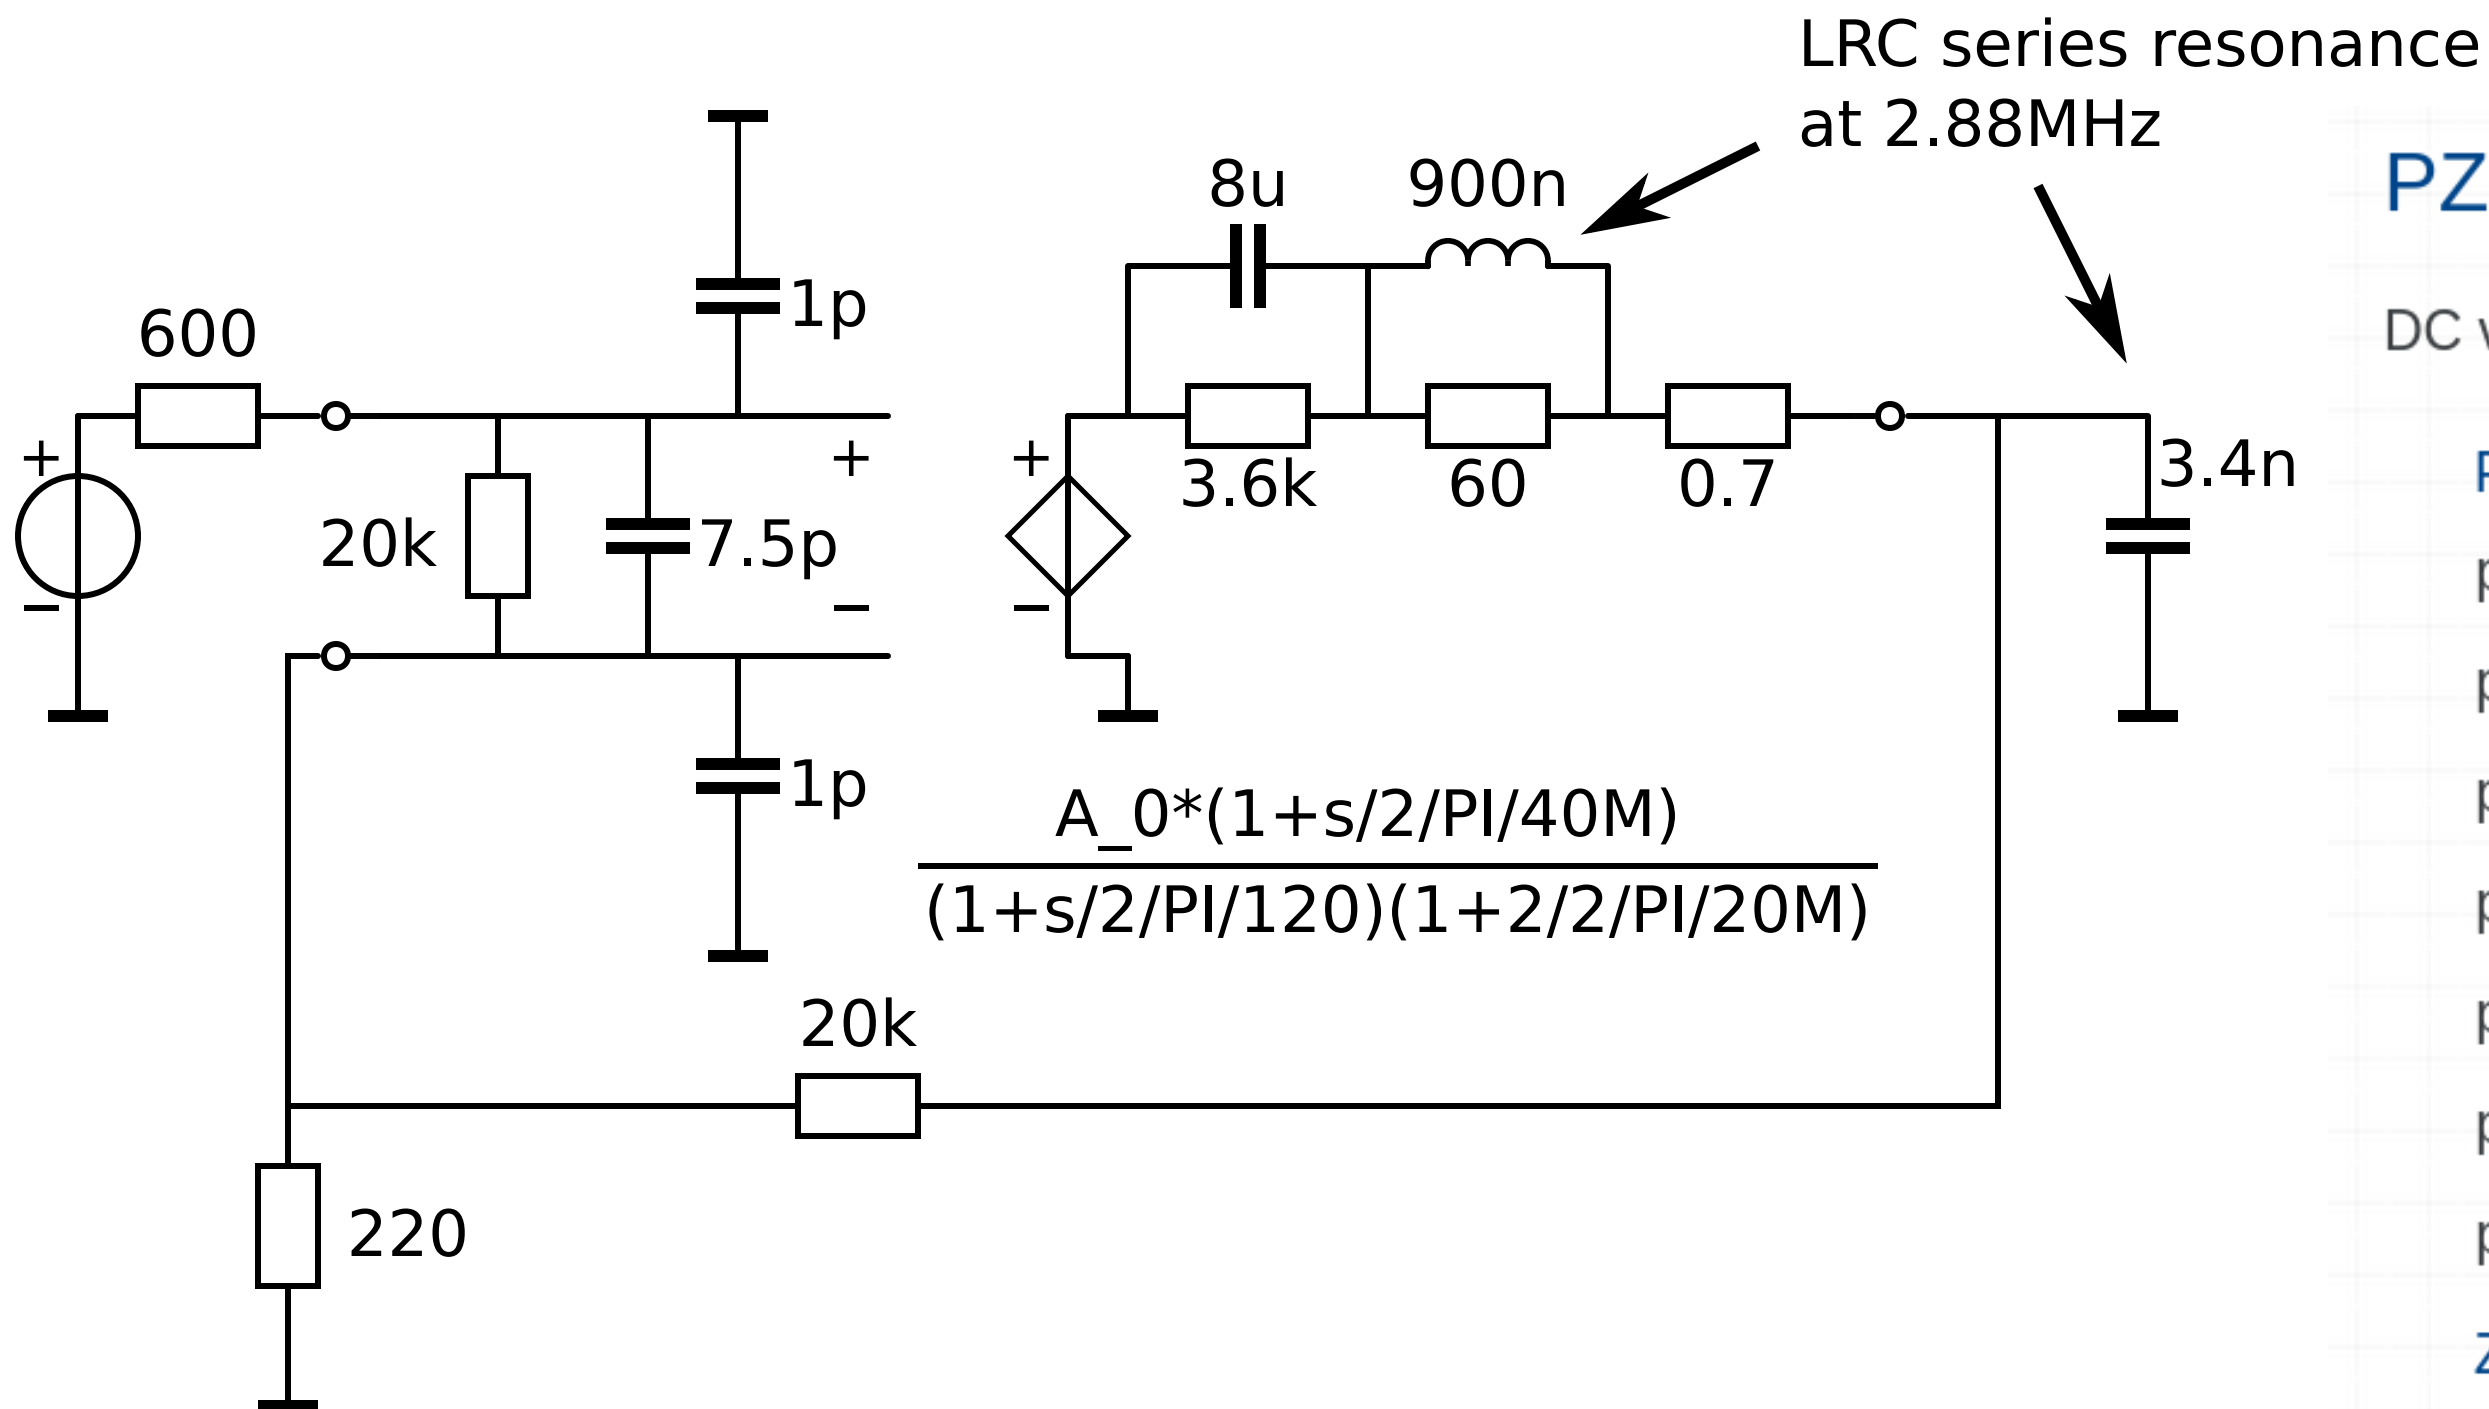 LRC series resonance
at 2.88MHz
PZ
DC
8u
900n
1p
600
+
+
+
3.6k
60
0.7
3.4n
20k
7.5p
−
−
−
1p
A_0*(1+s/2/PI/40M)
(1+s/2/PI/120)(1+2/2/PI/20M)
20k
220